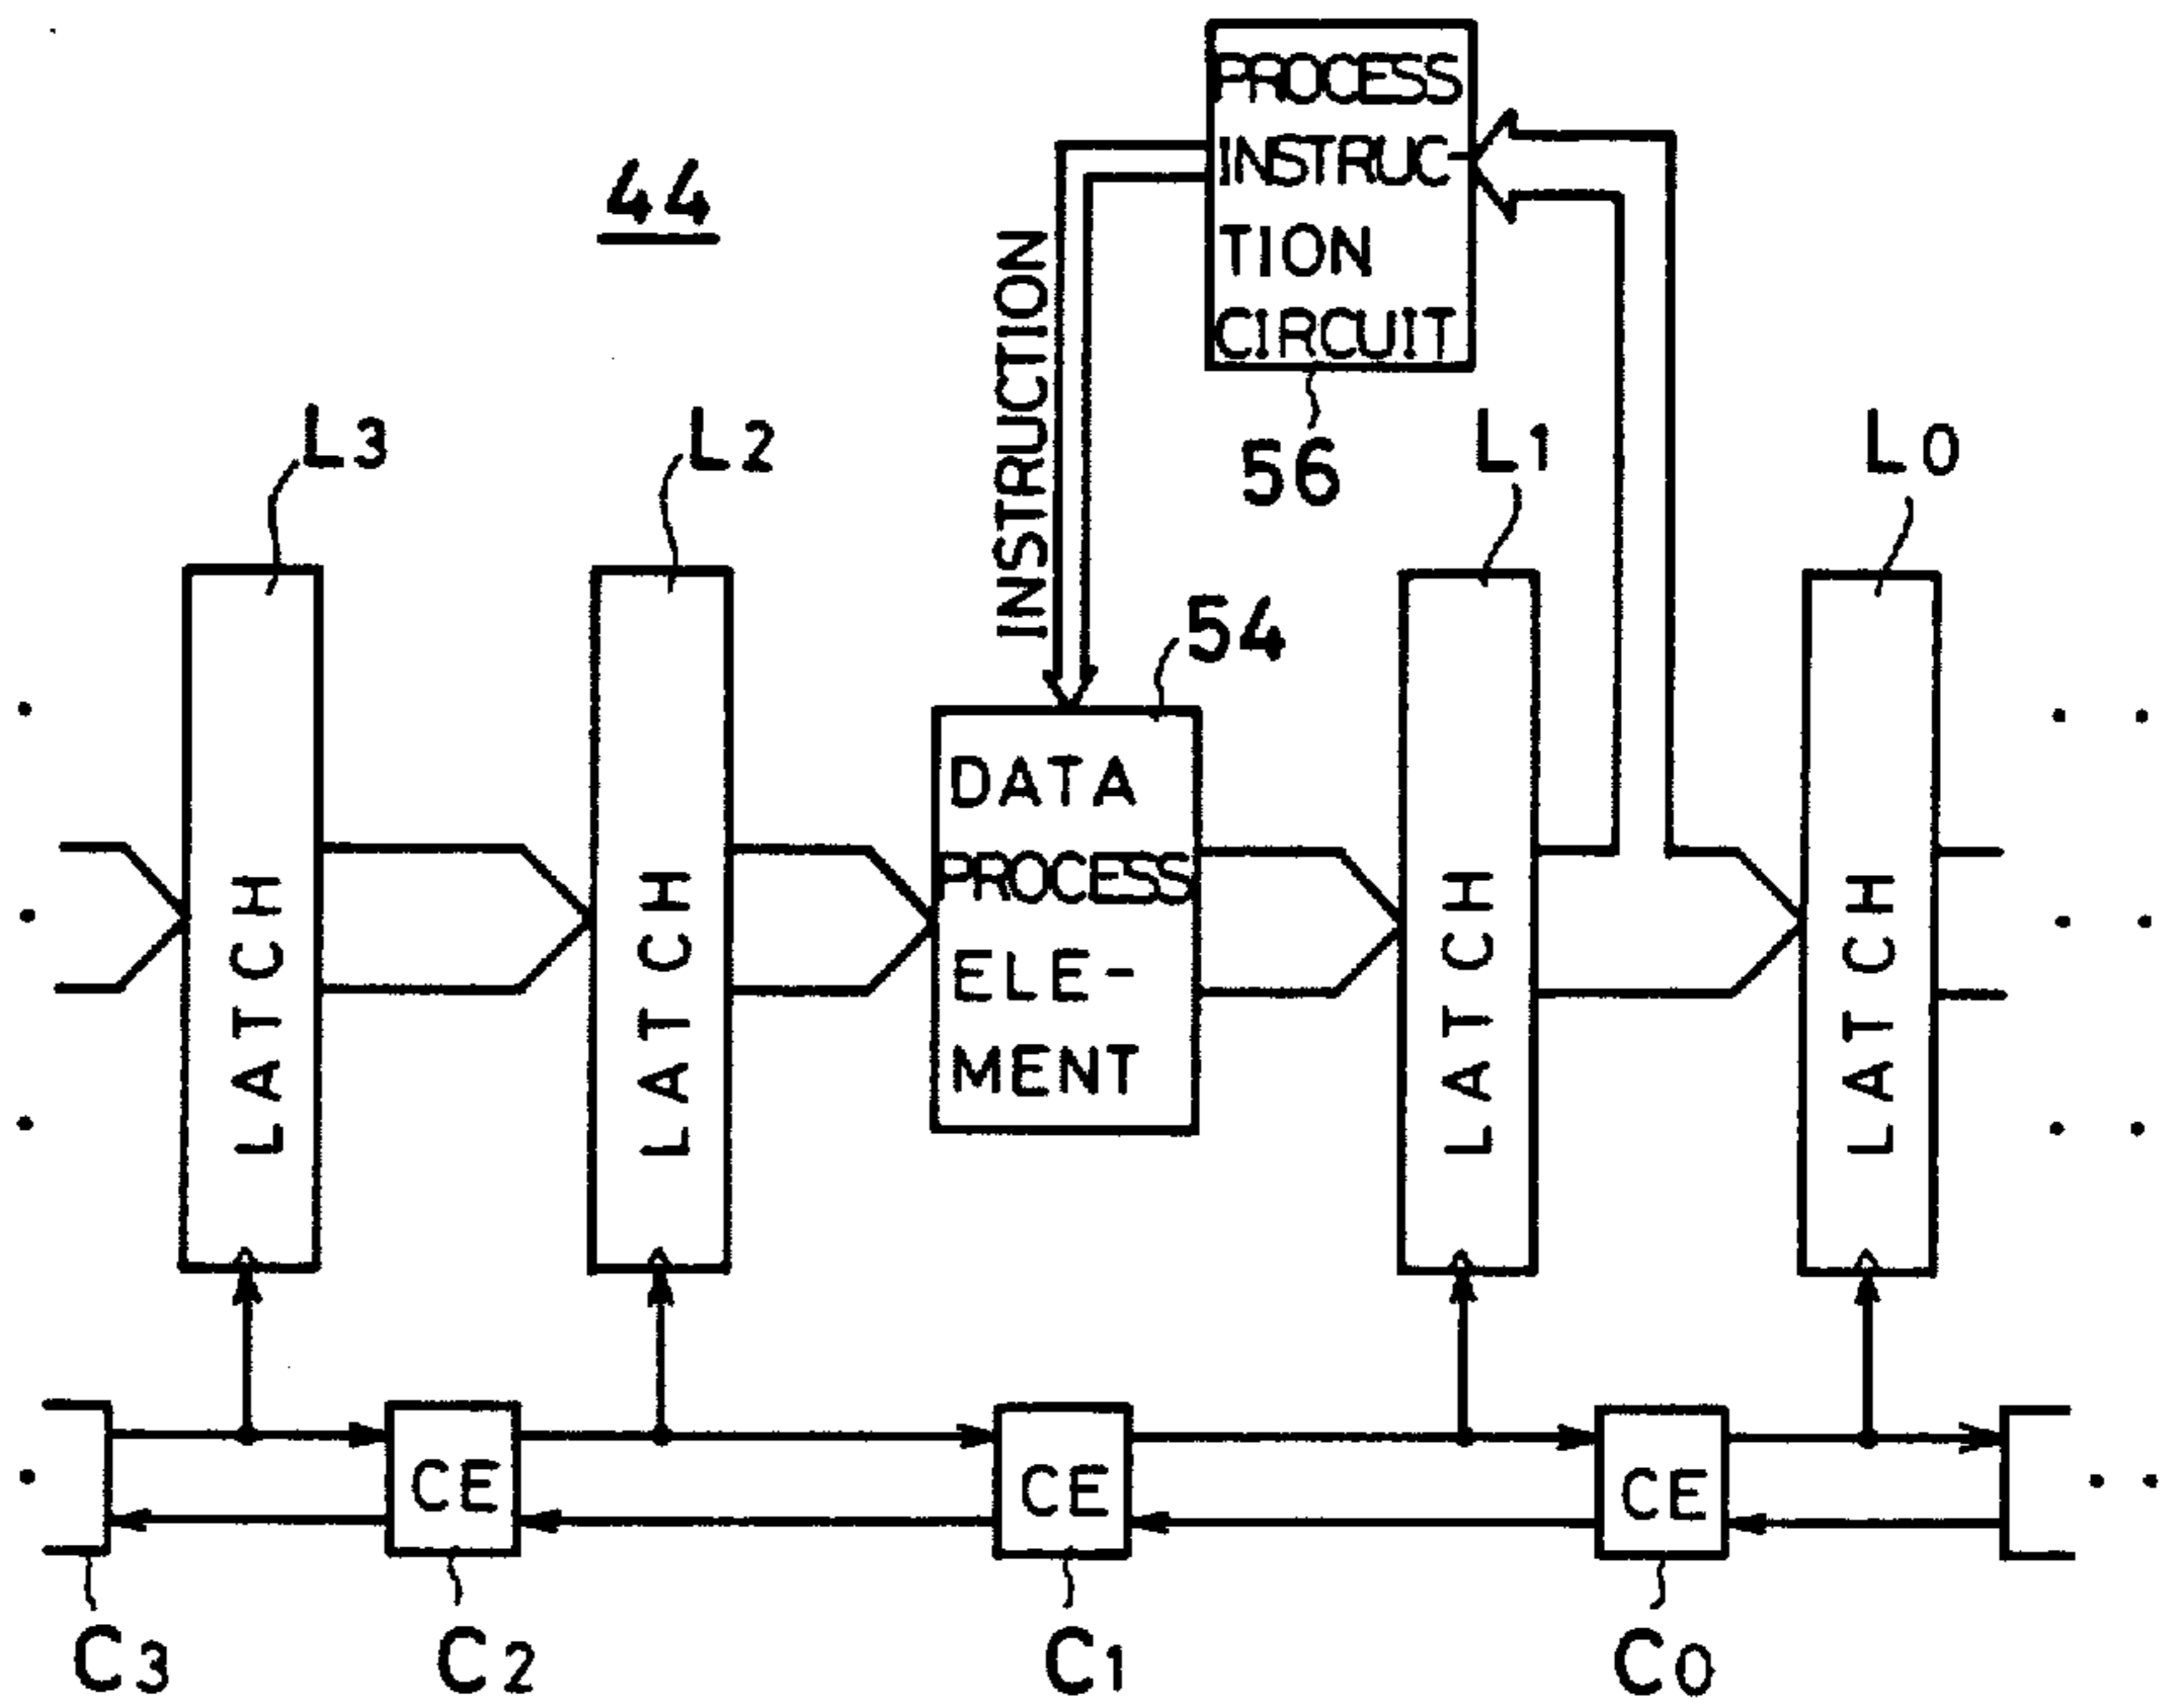 PROCESS
INSTRUC-
TION
CIRCUIT
44
INSTRUCTION
56
L3
L2
L1
L0
54
DATA
PROCESS
ELE-
MENT
LATCH
LATCH
LATCH
LATCH
CE
CE
CE
C3
C2
C1
C0